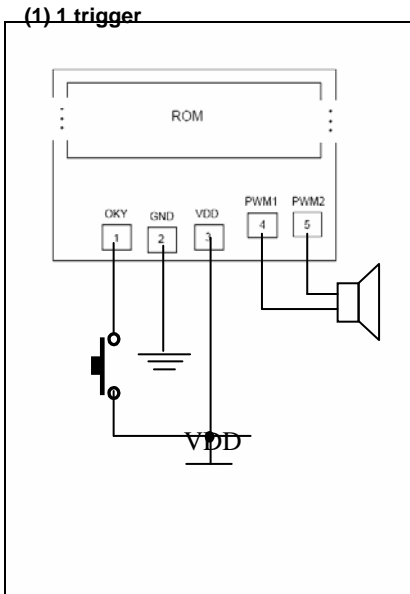 (1) 1 trigger
ROM
OKY GND VDD PWM1 PWM2
1 2 3 4 5
VDD